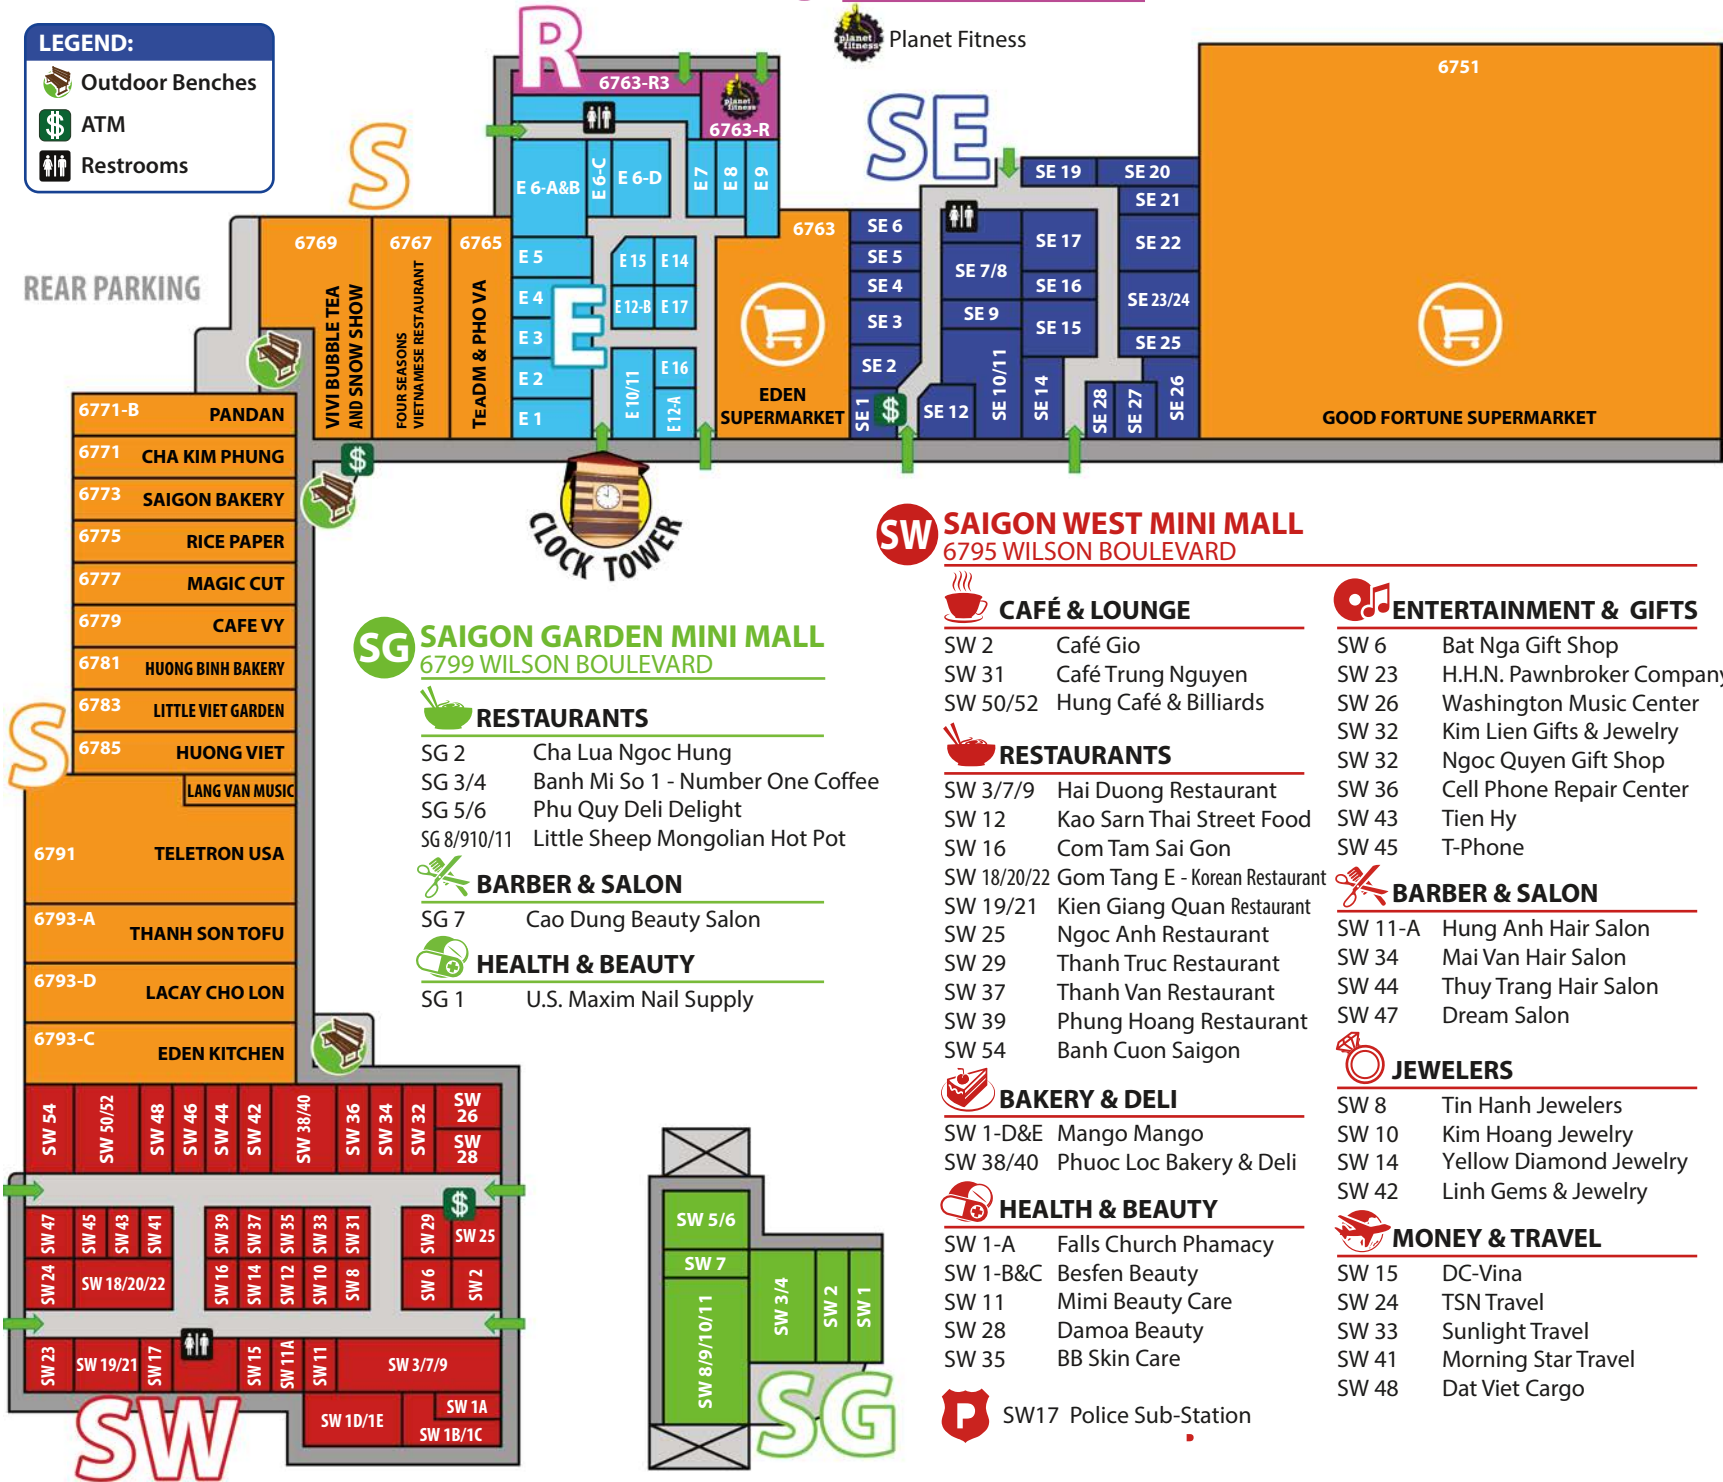 LEGEND:
Outdoor Benches
$ ATM
Restrooms
REAR PARKING
R
planet fitness
Planet Fitness
6763-R3
planet fitness
6763-R
S
6769
VIVI BUBBLE TEA
AND SNOW SHOW
6767
FOUR SEASONS
VIETNAMESE RESTAURANT
6765
TEADM & PHO VA
E
E 6-A&B
E 6-C
E 6-D
E 7
E 8
E 9
E 5
E 4
E 3
E 2
E 1
E 15
E 14
E 12-B
E 17
E 10/11
E 16
E 12-A
6763
EDEN
SUPERMARKET
SE
SE 6
SE 5
SE 4
SE 3
SE 2
SE 1
$
SE 7/8
SE 9
SE 10/11
SE 12
SE 19
SE 20
SE 21
SE 17
SE 22
SE 16
SE 23/24
SE 15
SE 25
SE 14
SE 28
SE 27
SE 26
6751
GOOD FORTUNE SUPERMARKET
CLOCK TOWER
$
6771-B PANDAN
6771 CHA KIM PHUNG
6773 SAIGON BAKERY
6775 RICE PAPER
6777 MAGIC CUT
6779 CAFE VY
6781 HUONG BINH BAKERY
6783 LITTLE VIET GARDEN
6785 HUONG VIET
S
LANG VAN MUSIC
6791 TELETRON USA
6793-A THANH SON TOFU
6793-D LACAY CHO LON
6793-C EDEN KITCHEN
SW 54
SW 50/52
SW 48
SW 46
SW 44
SW 42
SW 38/40
SW 36
SW 34
SW 32
SW 26
SW 28
$
SW 47
SW 45
SW 43
SW 41
SW 39
SW 37
SW 35
SW 33
SW 31
SW 29
SW 25
SW 24
SW 18/20/22
SW 16
SW 14
SW 12
SW 10
SW 8
SW 6
SW 2
SW 23
SW 19/21
SW 17
SW 15
SW 11A
SW 11
SW 3/7/9
SW 1D/1E
SW 1A
SW 1B/1C
SW
SW 5/6
SW 7
SW 8/9/10/11
SW 3/4
SW 2
SW 1
SG
SG SAIGON GARDEN MINI MALL
6799 WILSON BOULEVARD
RESTAURANTS
SG 2 Cha Lua Ngoc Hung
SG 3/4 Banh Mi So 1 - Number One Coffee
SG 5/6 Phu Quy Deli Delight
SG 8/910/11 Little Sheep Mongolian Hot Pot
BARBER & SALON
SG 7 Cao Dung Beauty Salon
HEALTH & BEAUTY
SG 1 U.S. Maxim Nail Supply
SW SAIGON WEST MINI MALL
6795 WILSON BOULEVARD
CAFÉ & LOUNGE
SW 2 Café Gio
SW 31 Café Trung Nguyen
SW 50/52 Hung Café & Billiards
RESTAURANTS
SW 3/7/9 Hai Duong Restaurant
SW 12 Kao Sarn Thai Street Food
SW 16 Com Tam Sai Gon
SW 18/20/22 Gom Tang E - Korean Restaurant
SW 19/21 Kien Giang Quan Restaurant
SW 25 Ngoc Anh Restaurant
SW 29 Thanh Truc Restaurant
SW 37 Thanh Van Restaurant
SW 39 Phung Hoang Restaurant
SW 54 Banh Cuon Saigon
BAKERY & DELI
SW 1-D&E Mango Mango
SW 38/40 Phuoc Loc Bakery & Deli
HEALTH & BEAUTY
SW 1-A Falls Church Phamacy
SW 1-B&C Besfen Beauty
SW 11 Mimi Beauty Care
SW 28 Damoa Beauty
SW 35 BB Skin Care
P SW17 Police Sub-Station
ENTERTAINMENT & GIFTS
SW 6 Bat Nga Gift Shop
SW 23 H.H.N. Pawnbroker Company
SW 26 Washington Music Center
SW 32 Kim Lien Gifts & Jewelry
SW 32 Ngoc Quyen Gift Shop
SW 36 Cell Phone Repair Center
SW 43 Tien Hy
SW 45 T-Phone
BARBER & SALON
SW 11-A Hung Anh Hair Salon
SW 34 Mai Van Hair Salon
SW 44 Thuy Trang Hair Salon
SW 47 Dream Salon
JEWELERS
SW 8 Tin Hanh Jewelers
SW 10 Kim Hoang Jewelry
SW 14 Yellow Diamond Jewelry
SW 42 Linh Gems & Jewelry
MONEY & TRAVEL
SW 15 DC-Vina
SW 24 TSN Travel
SW 33 Sunlight Travel
SW 41 Morning Star Travel
SW 48 Dat Viet Cargo